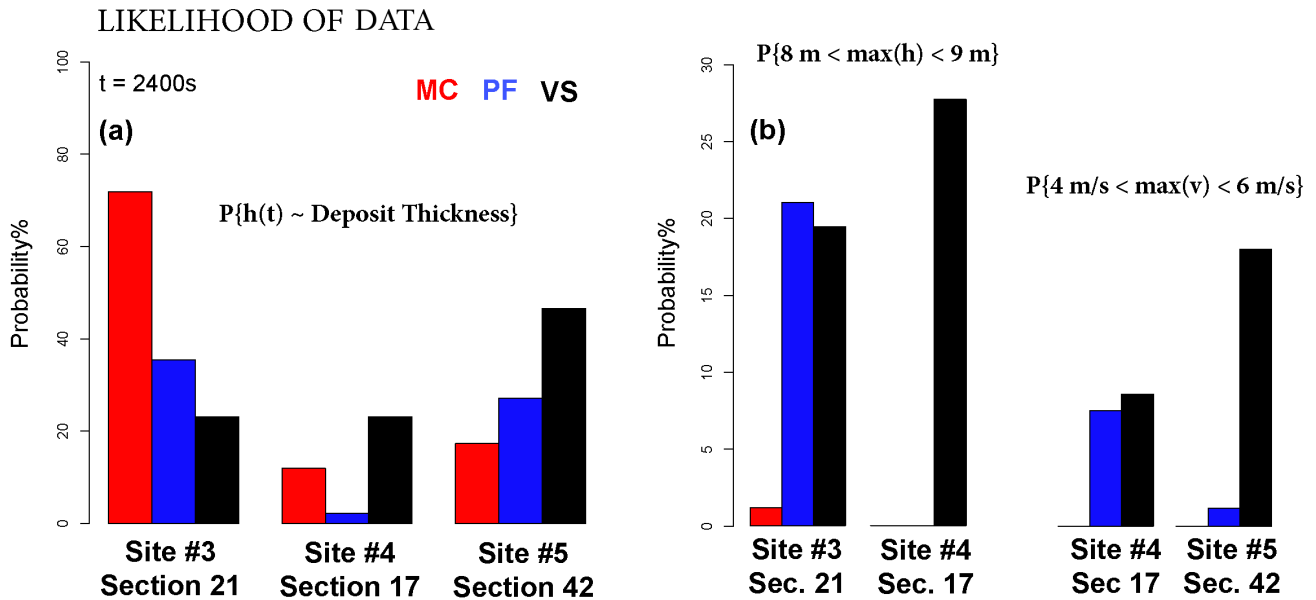 LIKELIHOOD OF DATA
100
80
60
40
20
0
Probability%
t = 2400s
MC PF VS
(a)
P{h(t) ~ Deposit Thickness}
Site #3
Section 21
Site #4
Section 17
Site #5
Section 42
30
25
20
15
10
5
0
Probability%
P{8 m < max(h) < 9 m}
(b)
P{4 m/s < max(v) < 6 m/s}
Site #3
Sec. 21
Site #4
Sec. 17
Site #4
Sec 17
Site #5
Sec. 42